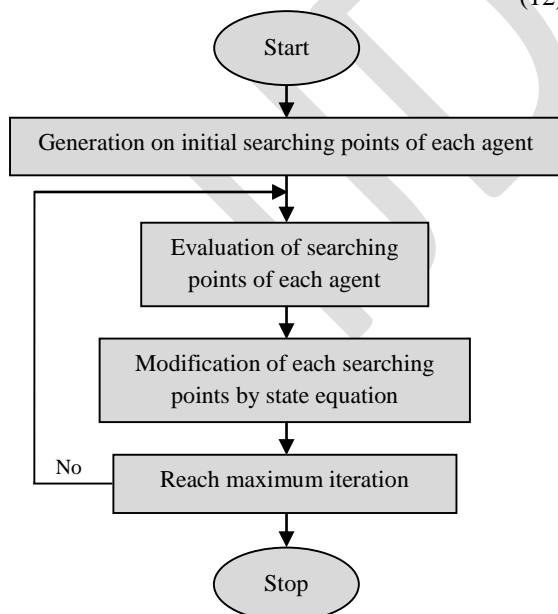 (12)
Start
Generation on initial searching points of each agent
Evaluation of searching
points of each agent
Modification of each searching
points by state equation
No
Reach maximum iteration
Stop